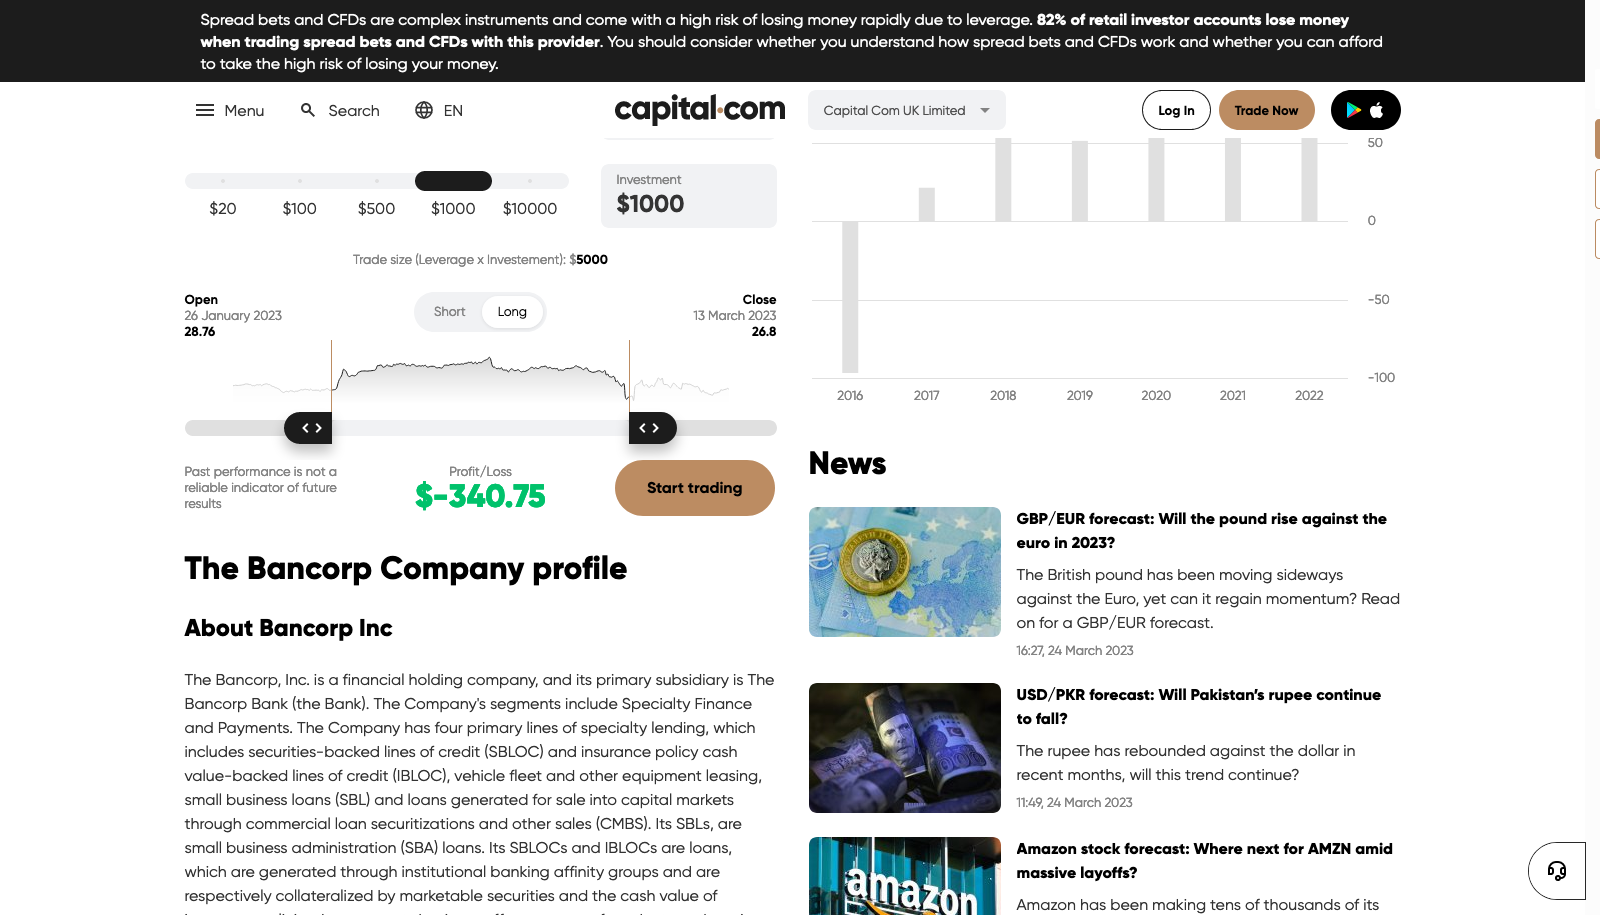 Spread bets and CFDs are complex instruments and come with a high risk of losing money rapidly due to leverage. 82% of retail investor accounts lose money
when trading spread bets and CFDs with this provider. You should consider whether you understand how spread bets and CFDs work and whether you can afford
to take the high risk of losing your money.
Menu
Search
EN
capital.com
Capital Com UK Limited
Log In
Trade Now
$20
$100
$500
$1000
$10000
Investment
$1000
Trade size (Leverage x Investement): $5000
Open
26 January 2023
28.76
Short
Long
Close
13 March 2023
26.8
Past performance is not a
reliable indicator of future
results
Profit/Loss
$-340.75
Start trading
The Bancorp Company profile
About Bancorp Inc
The Bancorp, Inc. is a financial holding company, and its primary subsidiary is The
Bancorp Bank (the Bank). The Company's segments include Specialty Finance
and Payments. The Company has four primary lines of specialty lending, which
includes securities-backed lines of credit (SBLOC) and insurance policy cash
value-backed lines of credit (IBLOC), vehicle fleet and other equipment leasing,
small business loans (SBL) and loans generated for sale into capital markets
through commercial loan securitizations and other sales (CMBS). Its SBLs, are
small business administration (SBA) loans. Its SBLOCs and IBLOCs are loans,
which are generated through institutional banking affinity groups and are
respectively collateralized by marketable securities and the cash value of
50
0
-50
-100
2016
2017
2018
2019
2020
2021
2022
News
GBP/EUR forecast: Will the pound rise against the
euro in 2023?
The British pound has been moving sideways
against the Euro, yet can it regain momentum? Read
on for a GBP/EUR forecast.
16:27, 24 March 2023
USD/PKR forecast: Will Pakistan's rupee continue
to fall?
The rupee has rebounded against the dollar in
recent months, will this trend continue?
11:49, 24 March 2023
amazon
Amazon stock forecast: Where next for AMZN amid
massive layoffs?
Amazon has been making tens of thousands of its